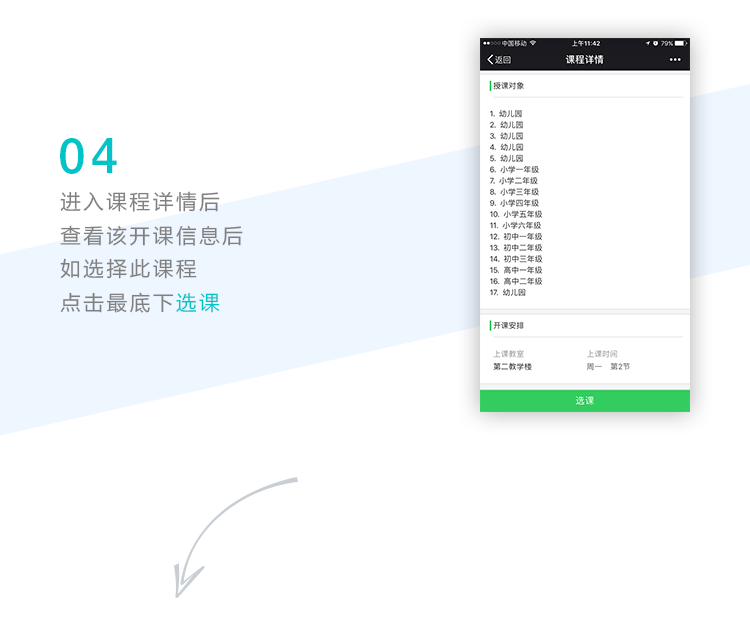 04
进入课程详情后
查看该开课信息后
如选择此课程
点击最底下选课
中国移动 上午11:42 79%
返回 课程详情
授课对象
1. 幼儿园
2. 幼儿园
3. 幼儿园
4. 幼儿园
5. 幼儿园
6. 小学一年级
7. 小学二年级
8. 小学三年级
9. 小学四年级
10. 小学五年级
11. 小学六年级
12. 初中一年级
13. 初中二年级
14. 初中三年级
15. 高中一年级
16. 高中二年级
17. 幼儿园
开课安排
上课教室 上课时间
第二教学楼 周一 第2节
选课